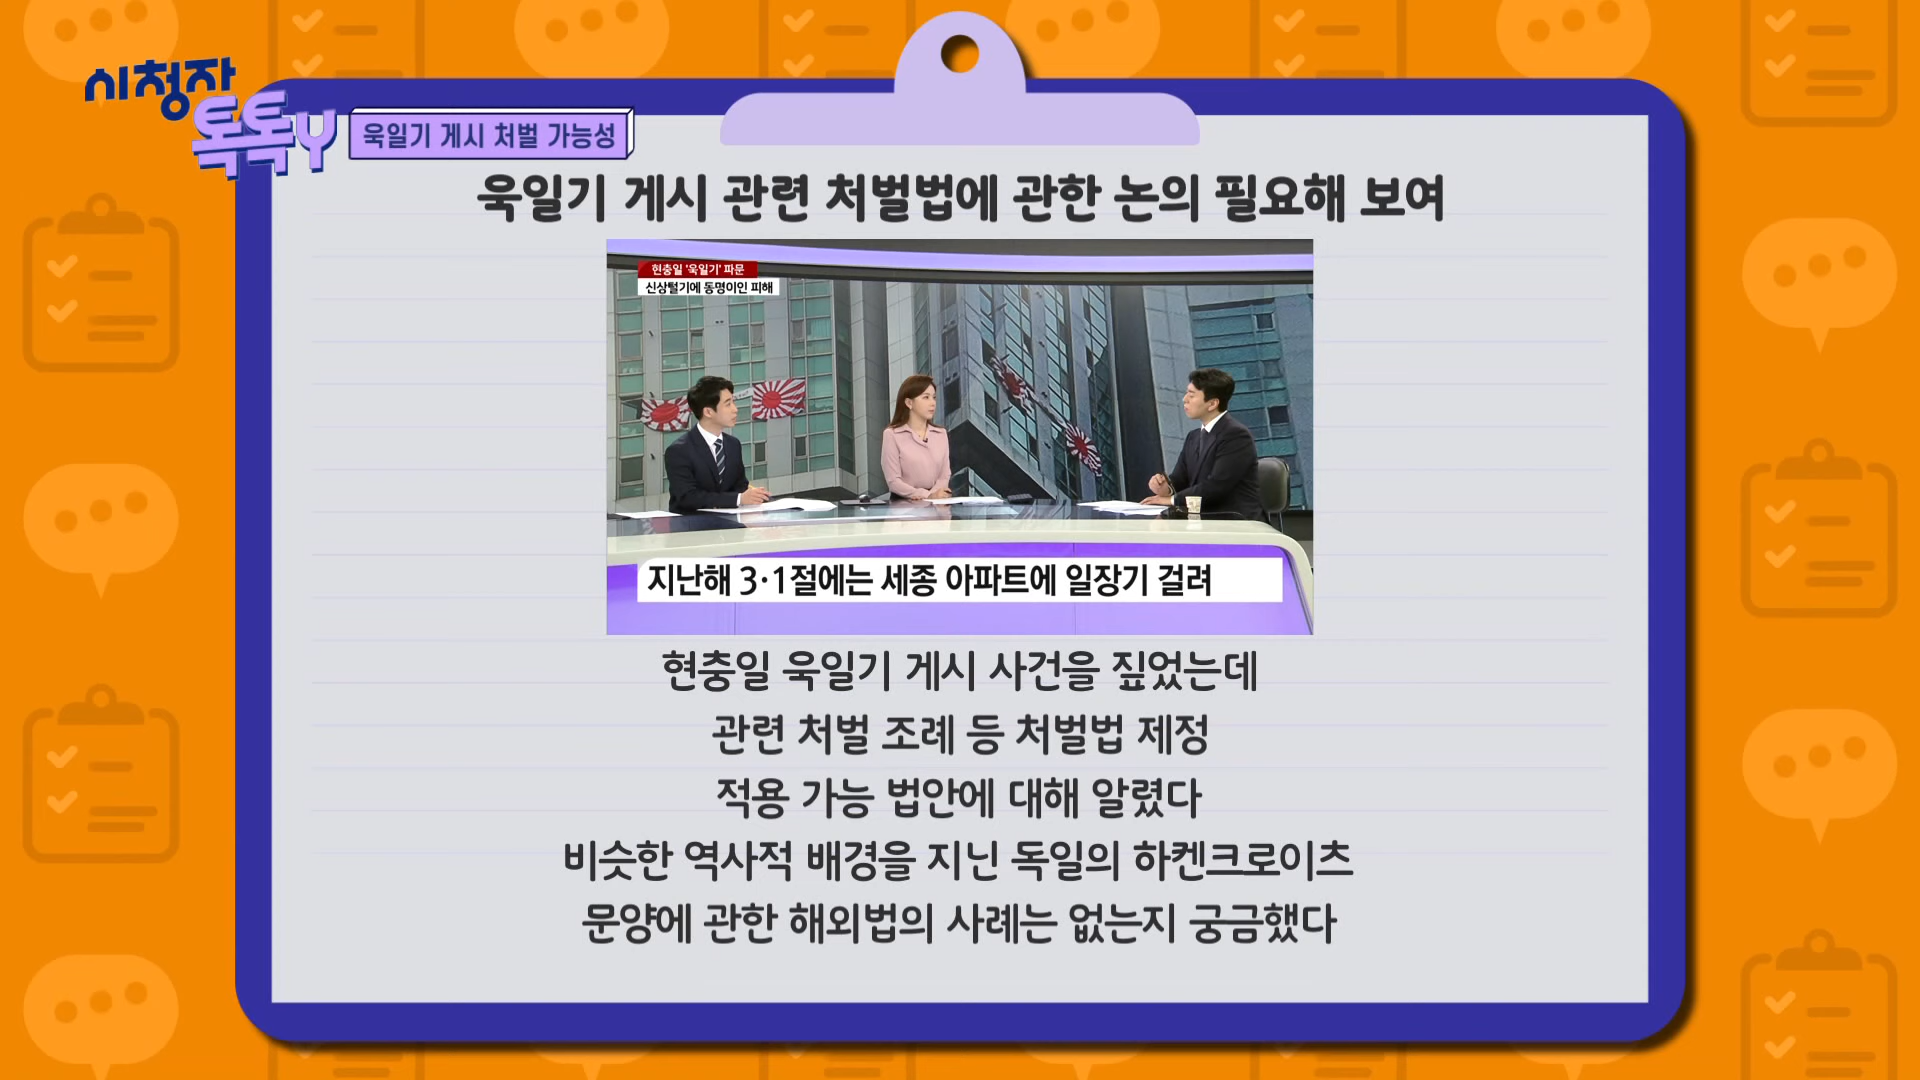 시청자
톡톡Y
욱일기 게시 처벌 가능성
욱일기 게시 관련 처벌법에 관한 논의 필요해 보여
현충일 '욱일기' 파문
신상털기에 동명이인 피해
지난해 3·1절에는 세종 아파트에 일장기 걸려
현충일 욱일기 게시 사건을 짚었는데
관련 처벌 조례 등 처벌법 제정
적용 가능 법안에 대해 알렸다
비슷한 역사적 배경을 지닌 독일의 하켄크로이츠
문양에 관한 해외법의 사례는 없는지 궁금했다